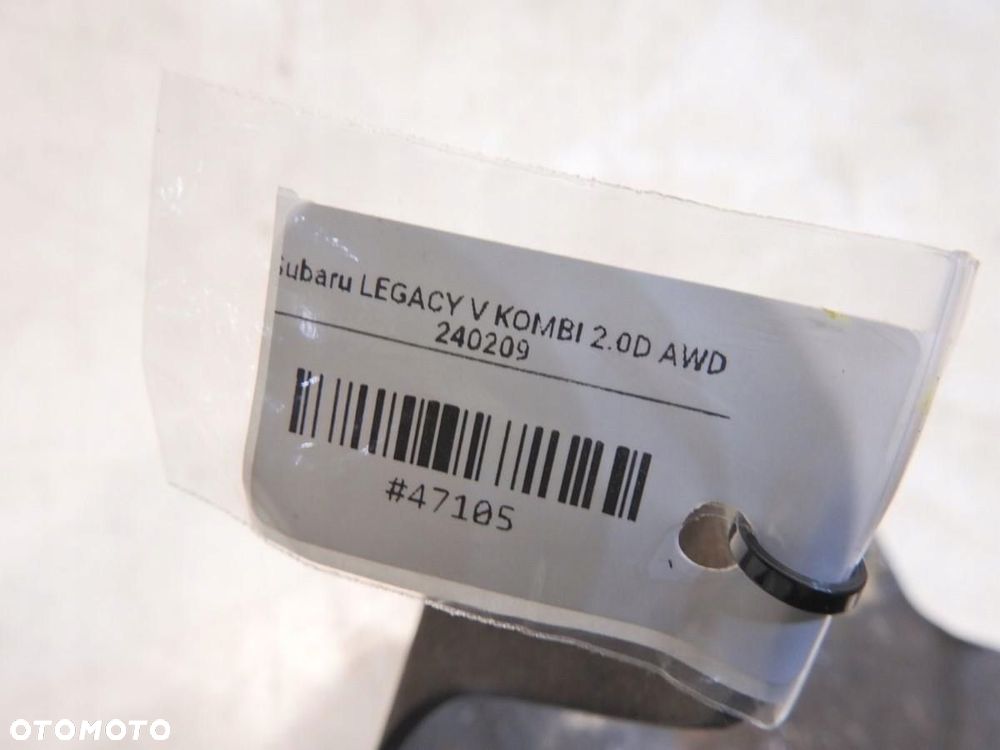 Subaru LEGACY V KOMBI 2.0D AWD
240209
#47105
OTOMOTO